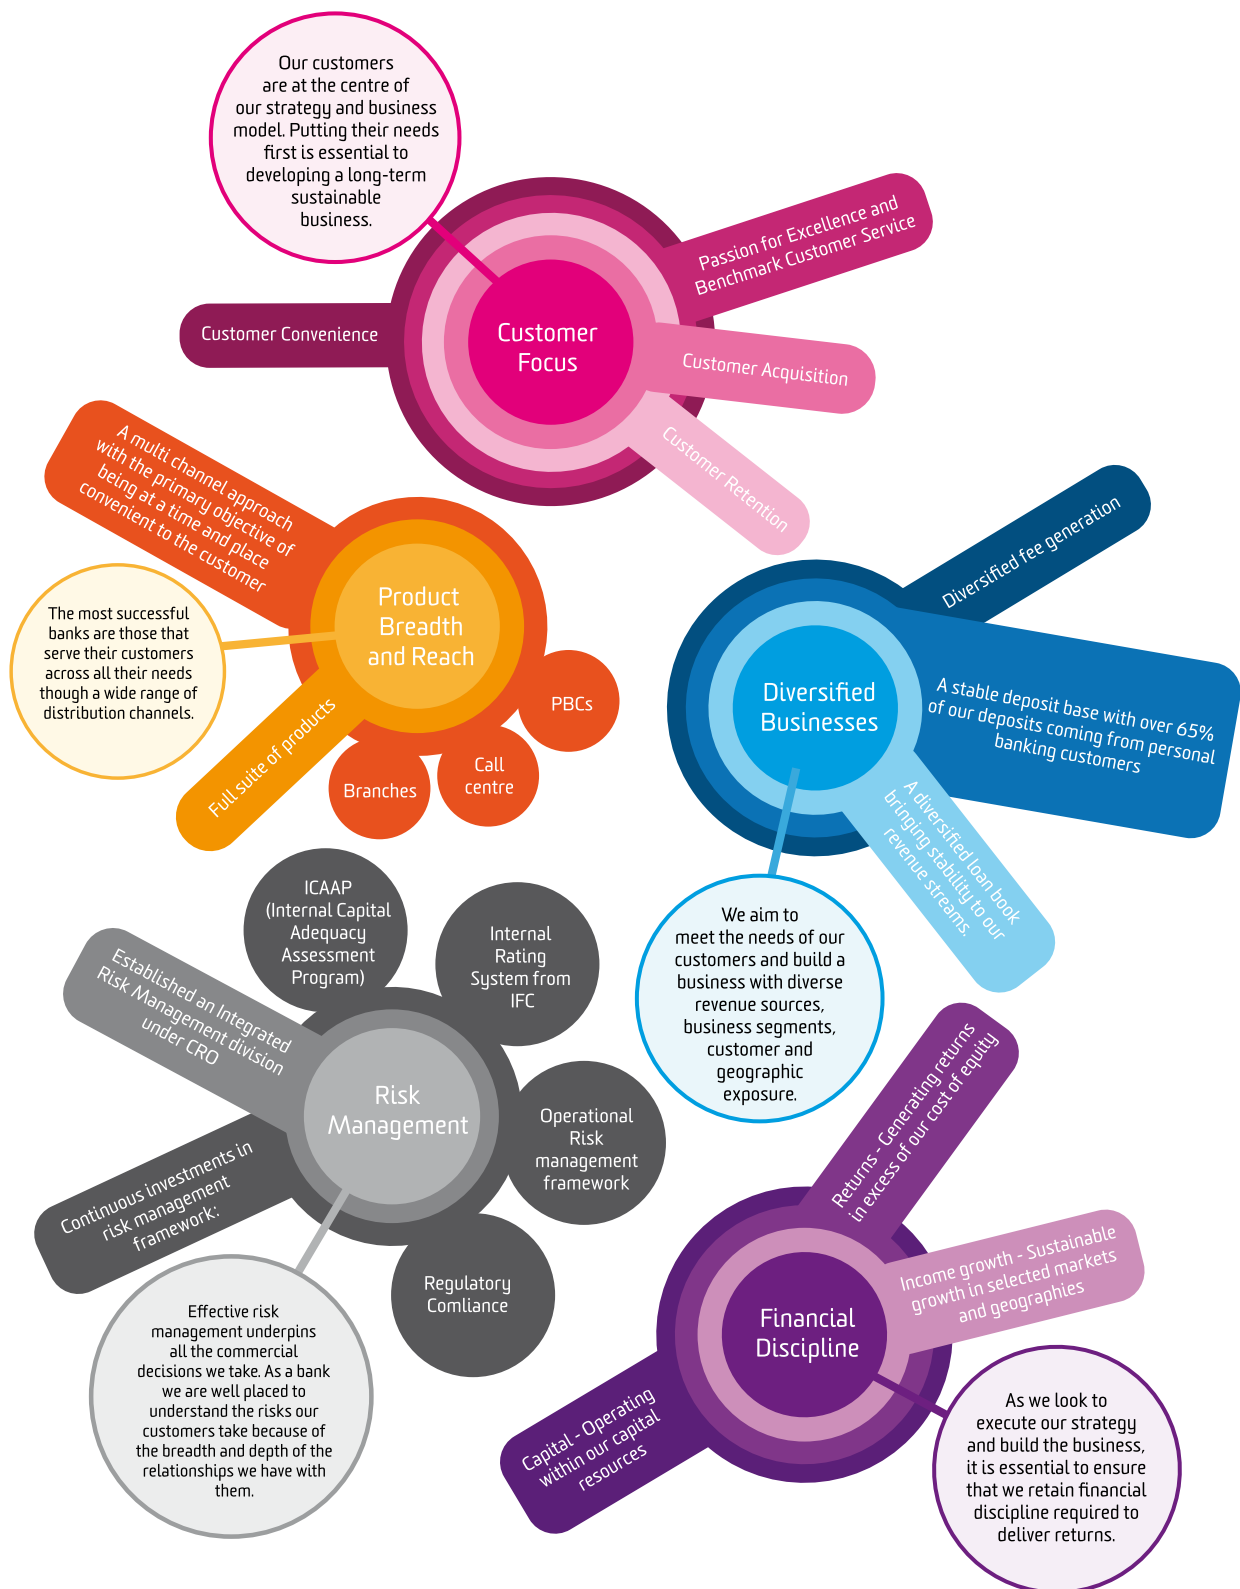 Our customers
are at the centre of
our strategy and business
model. Putting their needs
first is essential to
developing a long-term
sustainable
business.
Passion for Excellence and
Benchmark Customer Service
Customer Convenience
Customer
Focus
Customer Acquisition
Customer Retention
A multi channel approach
with the primary objective of
being at a time and place
convenient to the customer
The most successful
banks are those that
serve their customers
across all their needs
though a wide range of
distribution channels.
Product
Breadth
and Reach
Full suite of products
PBCs
Call
centre
Branches
Diversified fee generation
Diversified
Businesses
A stable deposit base with over 65%
of our deposits coming from personal
banking customers
A diversified loan book
bringing stability to our
revenue streams.
We aim to
meet the needs of our
customers and build a
business with diverse
revenue sources,
business segments,
customer and
geographic
exposure.
ICAAP
(Internal Capital
Adequacy
Assessment
Program)
Internal
Rating
System from
IFC
Established an Integrated
Risk Management division
under CRO
Risk
Management
Operational
Risk
management
framework
Continuous investments in
risk management
framework:
Regulatory
Comliance
Effective risk
management underpins
all the commercial
decisions we take. As a bank
we are well placed to
understand the risks our
customers take because of
the breadth and depth of the
relationships we have with
them.
Returns - Generating returns
in excess of our cost of equity
Income growth - Sustainable
growth in selected markets
and geographies
Financial
Discipline
Capital - Operating
within our capital
resources
As we look to
execute our strategy
and build the business,
it is essential to ensure
that we retain financial
discipline required to
deliver returns.